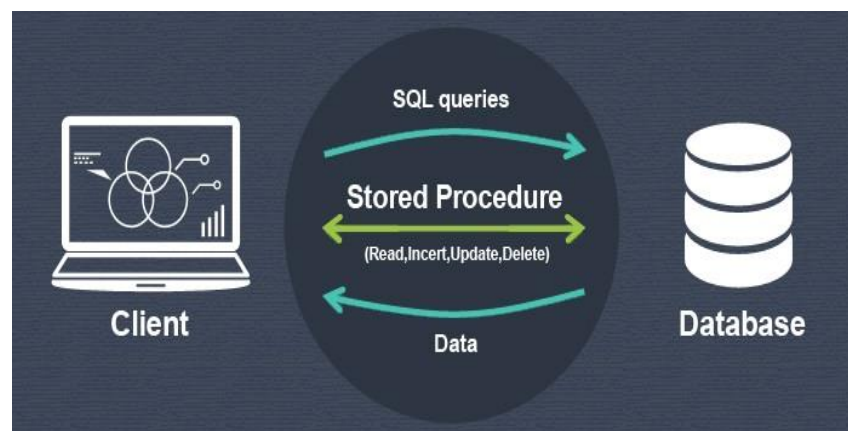 SQL queries
Stored Procedure
(Read,Incert,Update,Delete)
Client
Database
Data